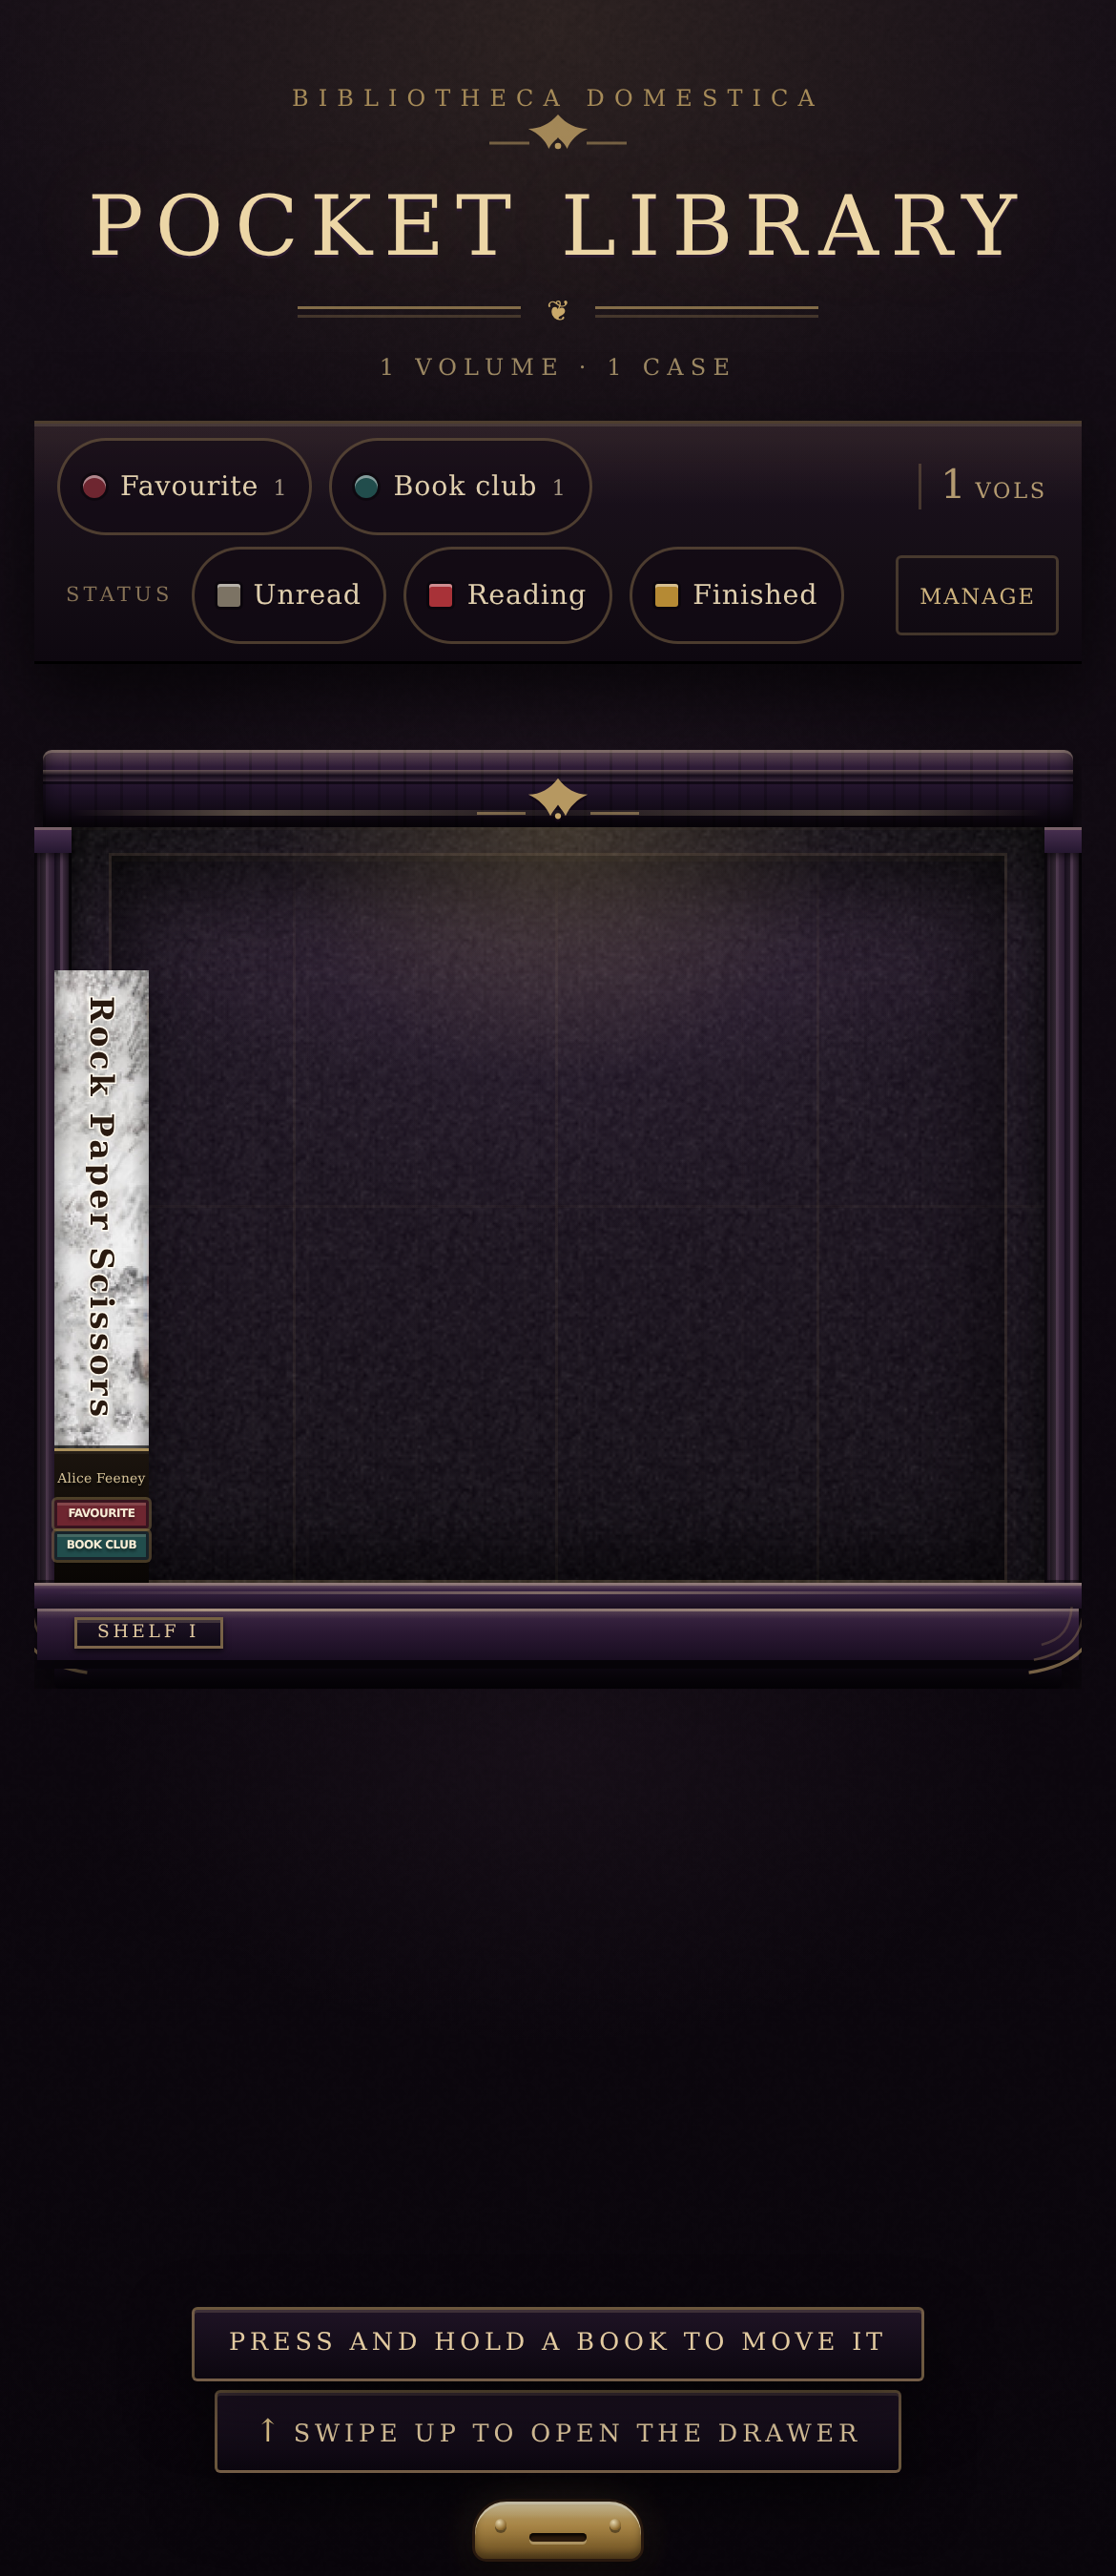 BIBLIOTHECA DOMESTICA
POCKET LIBRARY
❦
1 VOLUME · 1 CASE
Favourite 1
Book club 1
1 VOLS
STATUS
Unread
Reading
Finished
MANAGE
Rock Paper Scissors
Alice Feeney
FAVOURITE
BOOK CLUB
SHELF I
PRESS AND HOLD A BOOK TO MOVE IT
↑ SWIPE UP TO OPEN THE DRAWER